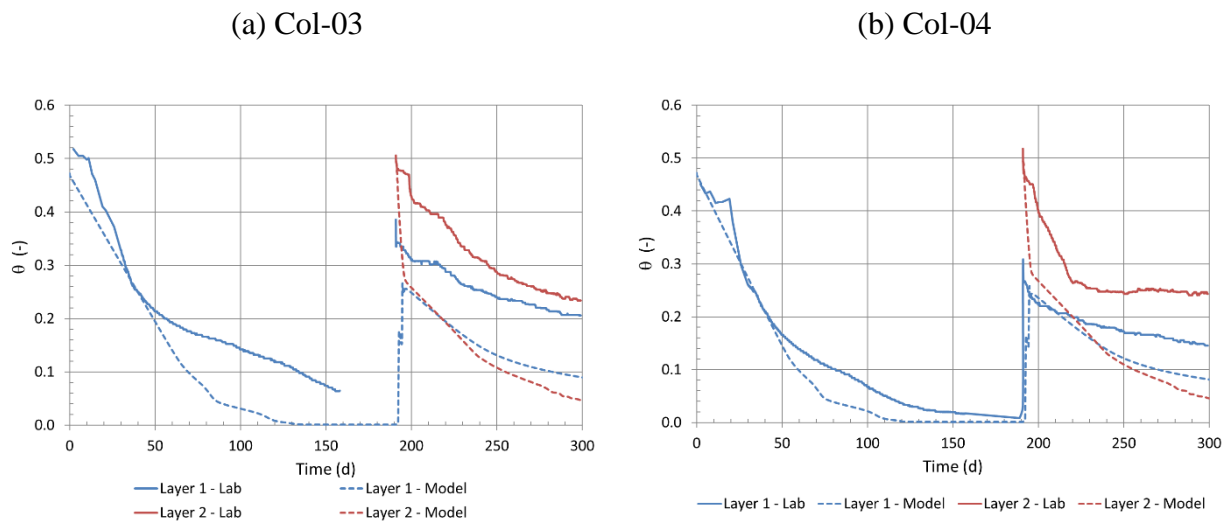 (a) Col-03
(b) Col-04
0.6
0.5
0.4
0.3
0.2
0.1
0.0
θ (-)
0 50 100 150 200 250 300
Time (d)
Layer 1 - Lab Layer 1 - Model
Layer 2 - Lab Layer 2 - Model
0.6
0.5
0.4
0.3
0.2
0.1
0.0
θ (-)
0 50 100 150 200 250 300
Time (d)
Layer 1 - Lab Layer 1 - Model Layer 2 - Lab Layer 2 - Model